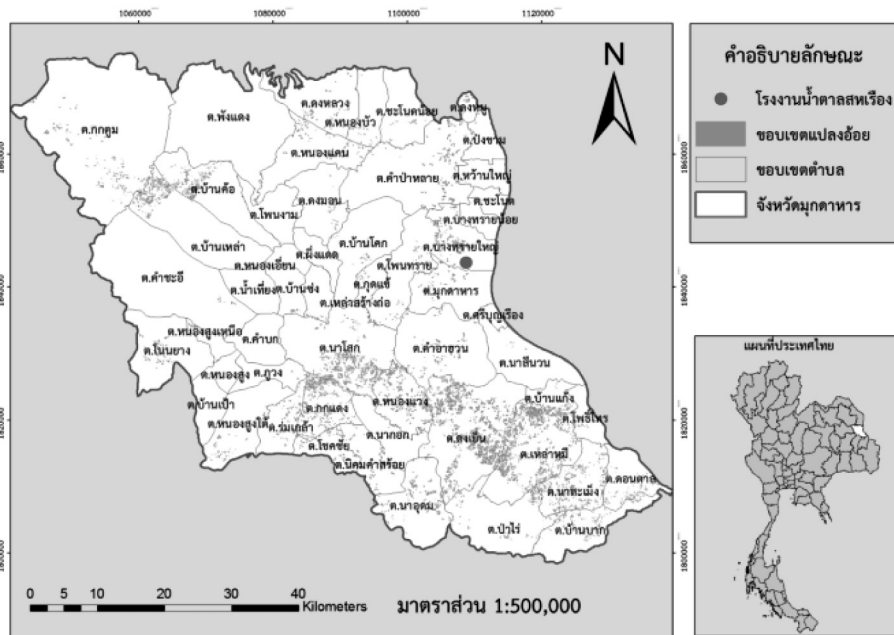 1060000 1080000 1100000 1120000
N
คำอธิบายลักษณะ
โรงงานน้ำตาลสหเรือง
ขอบเขตแปลงอ้อย
ขอบเขตตำบล
จังหวัดมุกดาหาร
ต.ดงหลวง
ต.ชะโนดน้อย
ต.ดงหมู
ต.พังแดง
ต.หนองบัว
ต.กกตูม
ต.ป่งขาม
ต.หนองแคน
1860000 1860000
ต.คำป่าหลาย
ต.หว้านใหญ่
ต.บ้านค้อ
ต.ดงมอน
ต.ชะโนด
ต.โพนงาม
ต.บางทรายน้อย
ต.บ้านเหล่า
ต.ผึ่งแดด
ต.บ้านโคก
ต.บางทรายใหญ่
ต.หนองเอี่ยน
ต.โพนทราย
ต.คำชะอี
ต.น้ำเที่ยง
ต.บ้านซ่ง
ต.กุดแข้
ต.มุกดาหาร
1840000 1840000
ต.เหล่าสร้างถ่อ
ต.ศรีบุญเรือง
ต.หนองสูงเหนือ
ต.คำบก
ต.โนนยาง
ต.นาโสก
ต.คำอาฮวน
ต.นาสีนวน
แผนที่ประเทศไทย
ต.หนองสูง
ต.ภูวง
ต.บ้านเป้า
ต.กกแดง
ต.หนองแวง
ต.บ้านแก้ง
ต.โพธิ์ไทร
1820000 1820000
ต.หนองสูงใต้
ต.ร่มเกล้า
ต.นากอก
ต.ดงเย็น
ต.โชคชัย
ต.เหล่าหมี
ต.นิคมคำสร้อย
ต.ดอนตาล
ต.นาสะเม็ง
ต.นาอุดม
ต.ป่าไร่
ต.บ้านบาก
1800000 1800000
0 5 10 20 30 40
Kilometers
มาตราส่วน 1:500,000